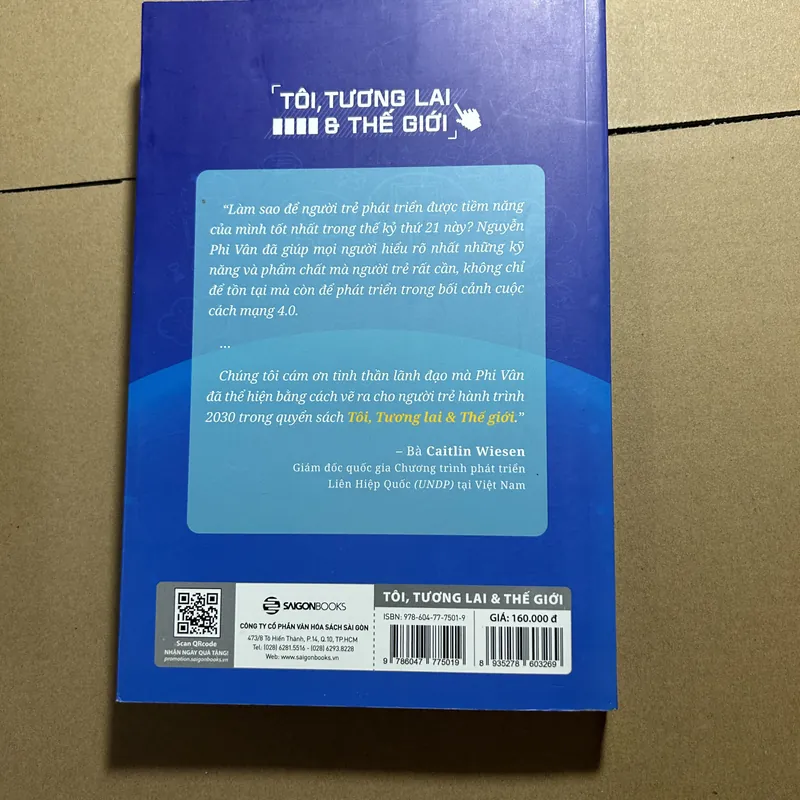 TÔI, TƯƠNG LAI
& THẾ GIỚI
“Làm sao để người trẻ phát triển được tiềm năng
của mình tốt nhất trong thế kỷ thứ 21 này? Nguyễn
Phi Vân đã giúp mọi người hiểu rõ nhất những kỹ
năng và phẩm chất mà người trẻ rất cần, không chỉ
để tồn tại mà còn để phát triển trong bối cảnh cuộc
cách mạng 4.0.
...
Chúng tôi cám ơn tinh thần lãnh đạo mà Phi Vân
đã thể hiện bằng cách vẽ ra cho người trẻ hành trình
2030 trong quyển sách Tôi, Tương lai & Thế giới.”
– Bà Caitlin Wiesen
Giám đốc quốc gia Chương trình phát triển
Liên Hiệp Quốc (UNDP) tại Việt Nam
Scan QRcode
NHẬN NGAY QUÀ TẶNG!
promotion.saigonbooks.vn
SAIGONBOOKS
CÔNG TY CỔ PHẦN VĂN HÓA SÁCH SÀI GÒN
473/8 Tô Hiến Thành, P.14, Q.10, TP.HCM
Tel: (028) 6281.5516 - (028) 6293.8228
Web: www.saigonbooks.vn
TÔI, TƯƠNG LAI & THẾ GIỚI
ISBN: 978-604-77-7501-9
GIÁ: 160.000 đ
9 786047 775019
8 935278 603269